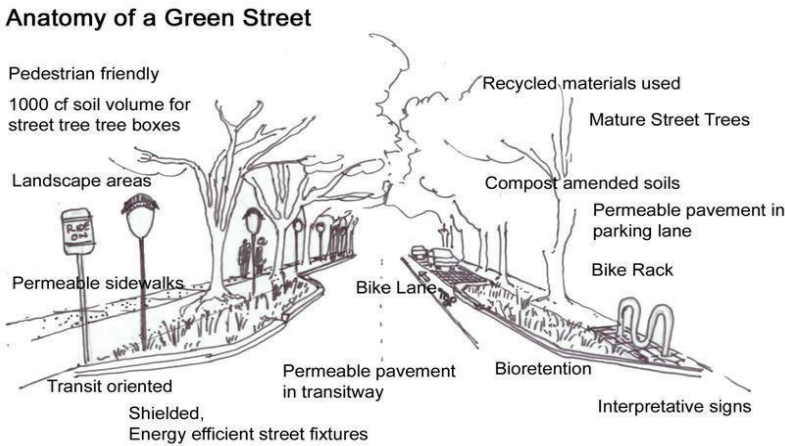 Anatomy of a Green Street
Pedestrian friendly
1000 cf soil volume for
street tree tree boxes
Landscape areas
RIDE
ON
Permeable sidewalks
Transit oriented
Shielded,
Energy efficient street fixtures
Permeable pavement
in transitway
Bike Lane
Recycled materials used
Mature Street Trees
Compost amended soils
Permeable pavement in
parking lane
Bike Rack
Bioretention
Interpretative signs